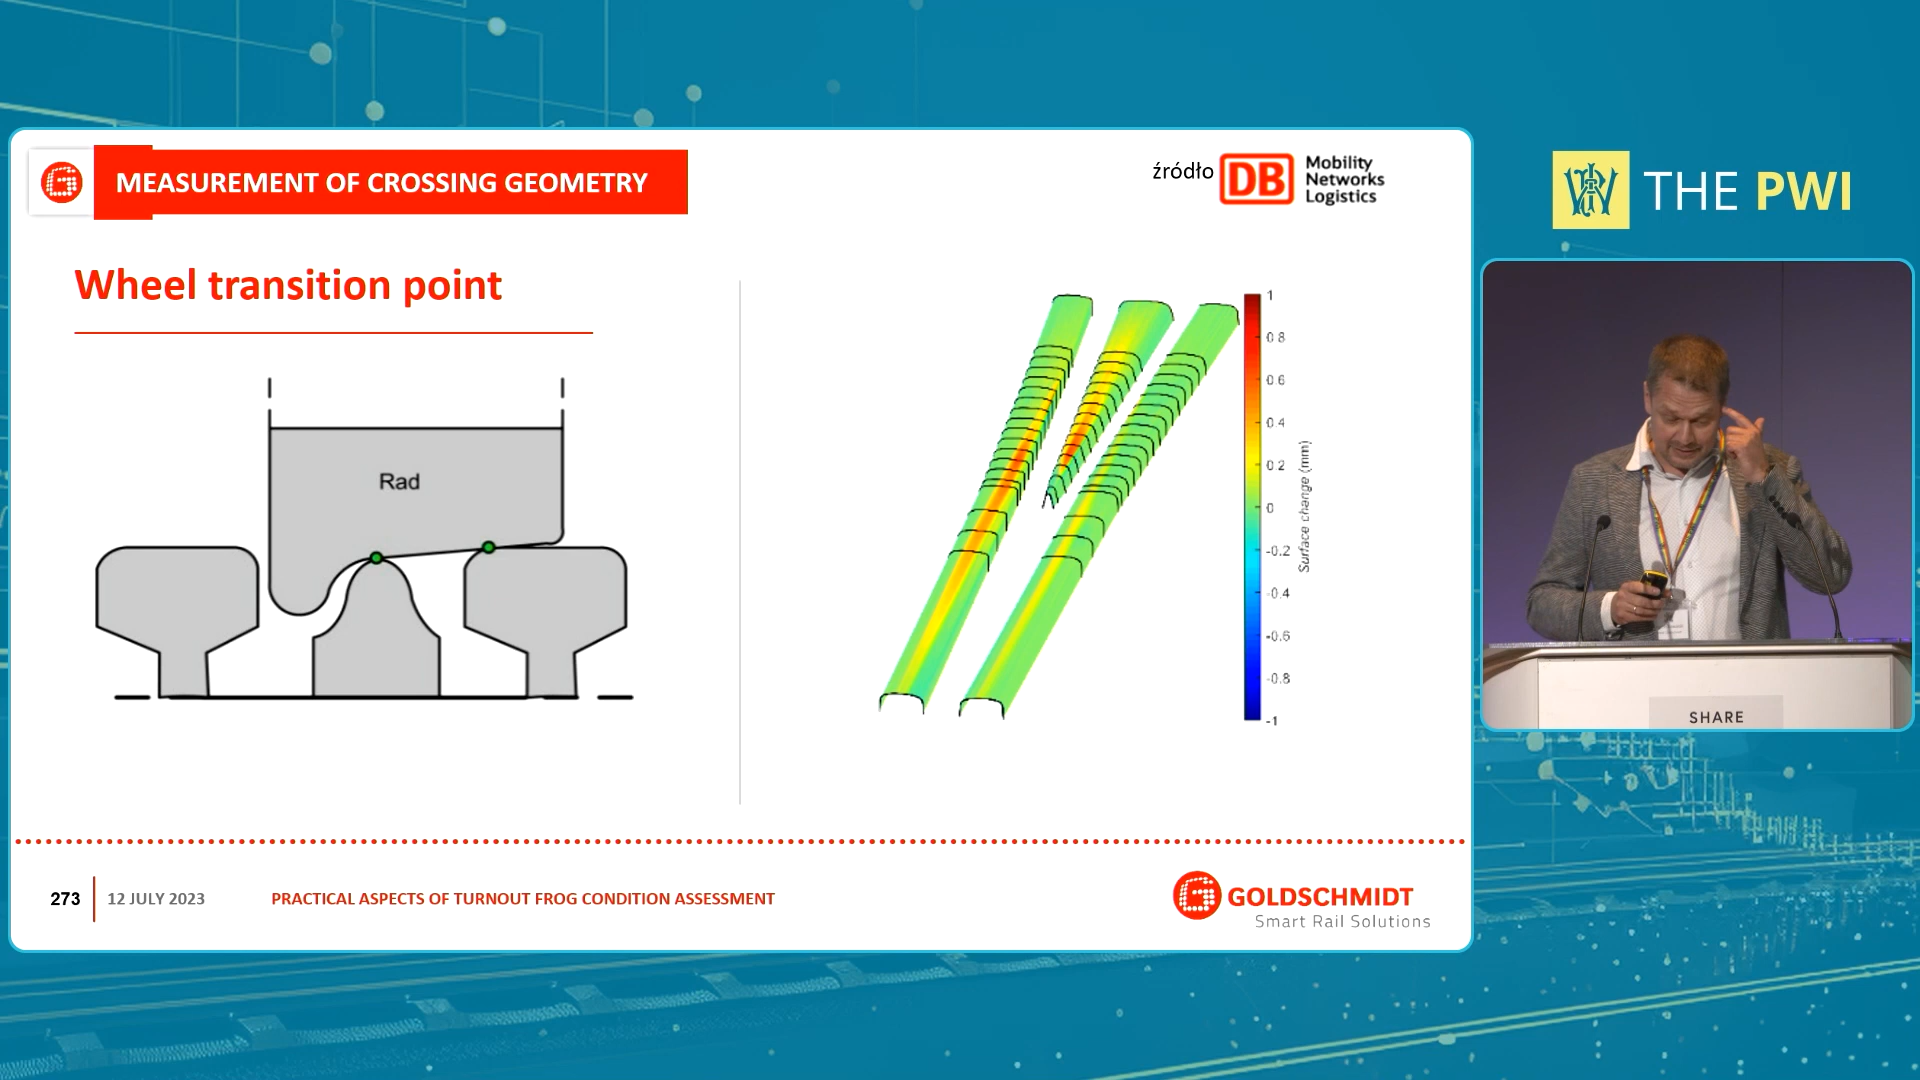 MEASUREMENT OF CROSSING GEOMETRY
źródło
DB
Mobility
Networks
Logistics
THE PWI
Wheel transition point
Rad
1
0.8
0.6
0.4
0.2
0
-0.2
-0.4
-0.6
-0.8
-1
Surface change (mm)
SHARE
273
12 JULY 2023
PRACTICAL ASPECTS OF TURNOUT FROG CONDITION ASSESSMENT
GOLDSCHMIDT
Smart Rail Solutions